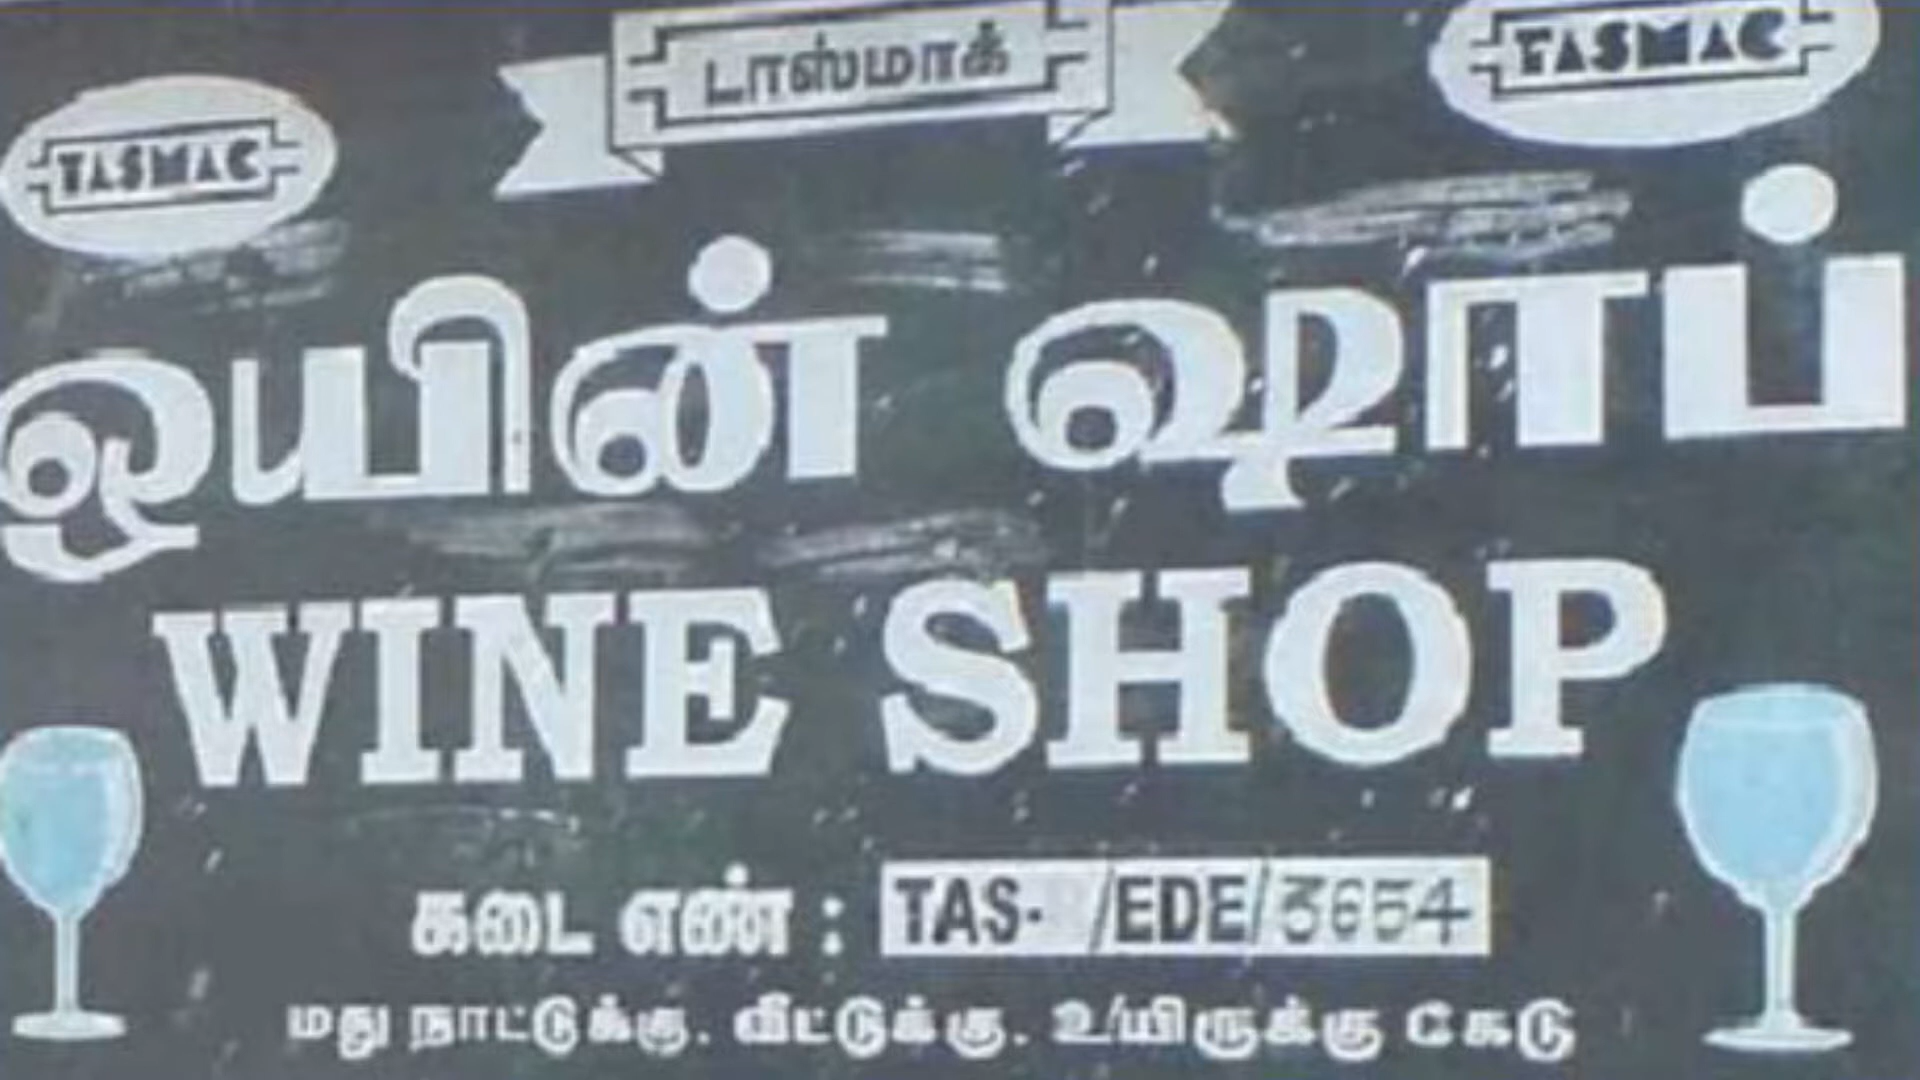 TASMAC டாஸ்மாக் TASMAC
ஒயின் ஷாப்
WINE SHOP
கடை எண் : TAS- /EDE/3654
மது நாட்டுக்கு. வீட்டுக்கு. உயிருக்கு கேடு